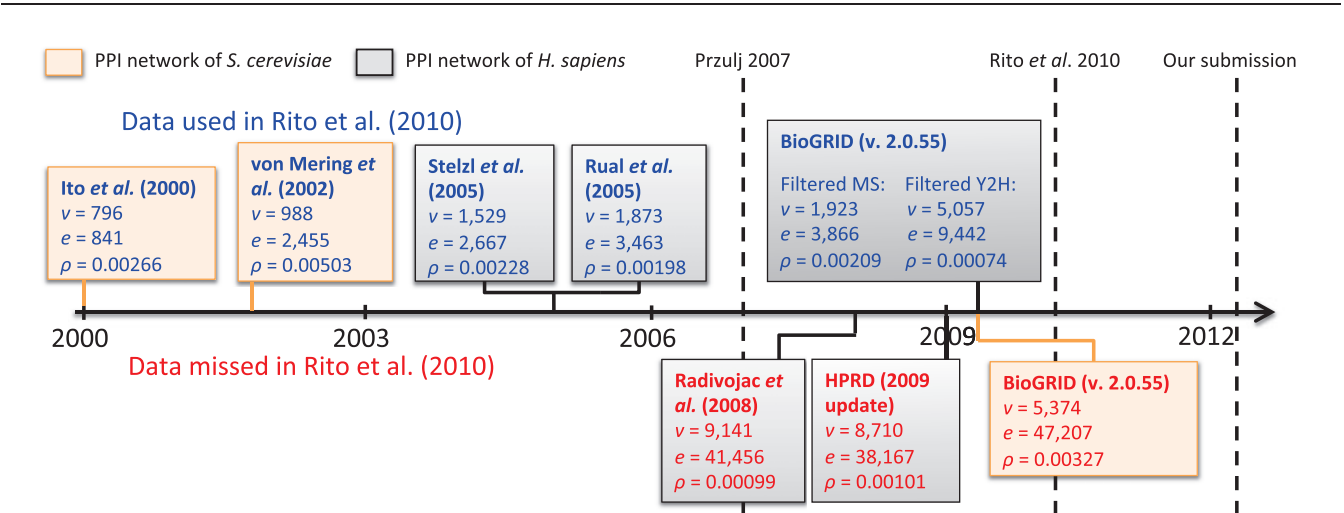 PPI network of S. cerevisiae
PPI network of H. sapiens
Przulj 2007
Rito et al. 2010
Our submission
Data used in Rito et al. (2010)
Ito et al. (2000)
v = 796
e = 841
ρ = 0.00266
von Mering et
al. (2002)
v = 988
e = 2,455
ρ = 0.00503
Stelzl et al.
(2005)
v = 1,529
e = 2,667
ρ = 0.00228
Rual et al.
(2005)
v = 1,873
e = 3,463
ρ = 0.00198
BioGRID (v. 2.0.55)
Filtered MS:
v = 1,923
e = 3,866
ρ = 0.00209
Filtered Y2H:
v = 5,057
e = 9,442
ρ = 0.00074
2000
2003
2006
2009
2012
Data missed in Rito et al. (2010)
Radivojac et
al. (2008)
v = 9,141
e = 41,456
ρ = 0.00099
HPRD (2009
update)
v = 8,710
e = 38,167
ρ = 0.00101
BioGRID (v. 2.0.55)
v = 5,374
e = 47,207
ρ = 0.00327